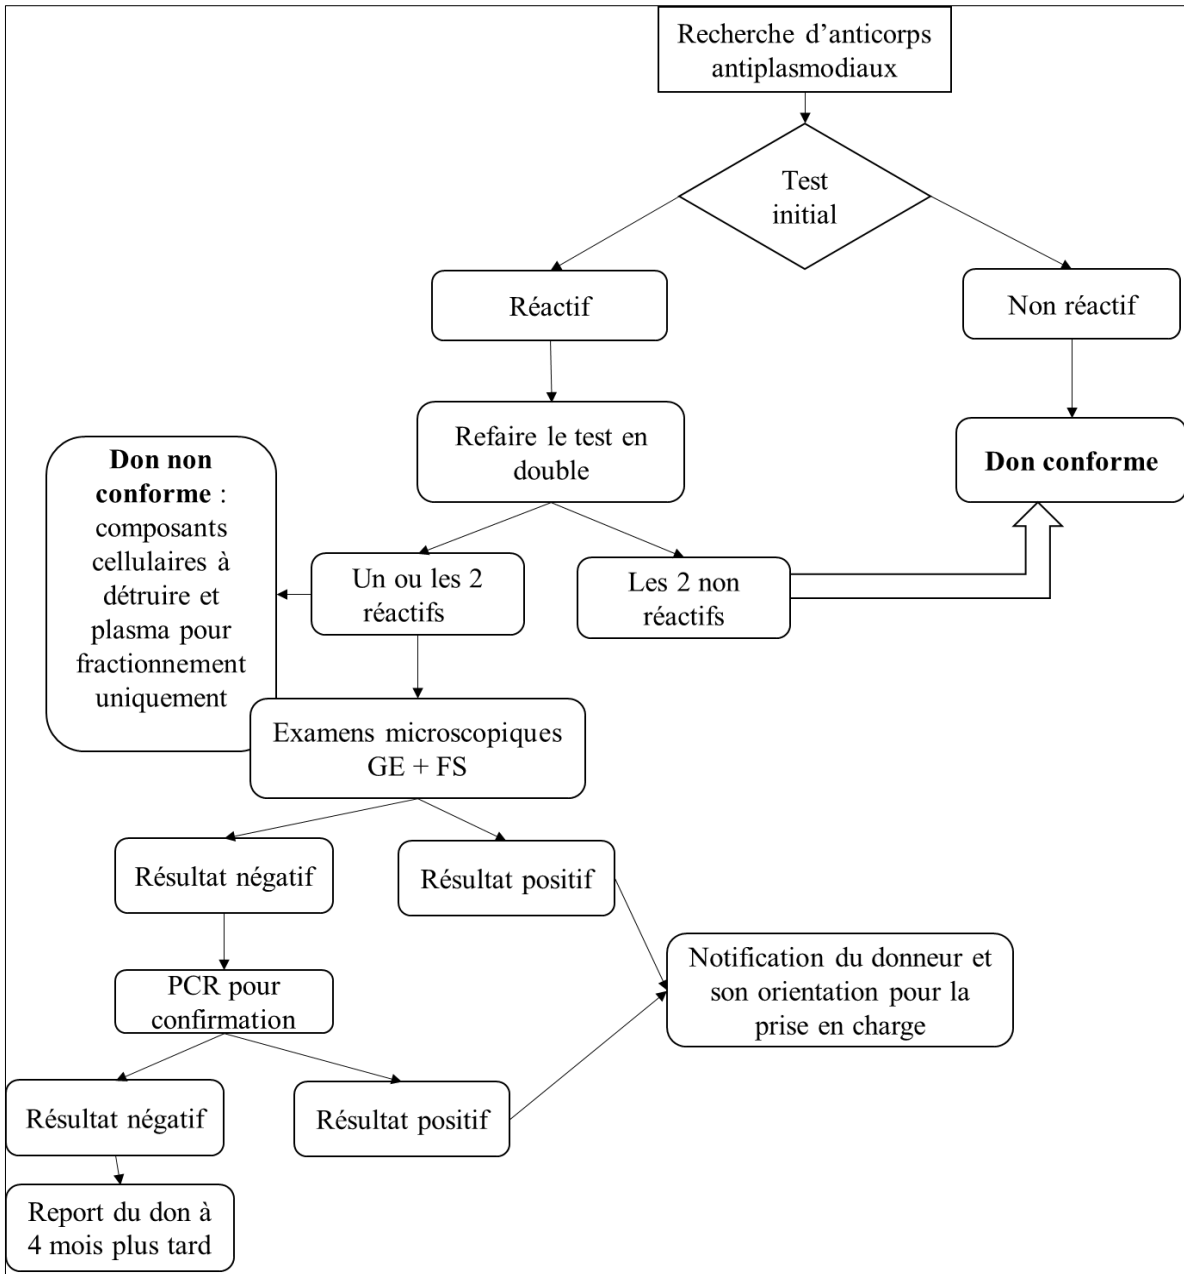 Recherche d’anticorps
antiplasmodiaux
Test
initial
Réactif
Non réactif
Refaire le test en
double
Don conforme
Don non
conforme :
composants
cellulaires à
détruire et
plasma pour
fractionnement
uniquement
Un ou les 2
réactifs
Les 2 non
réactifs
Examens microscopiques
GE + FS
Résultat négatif
Résultat positif
Notification du donneur et
son orientation pour la
prise en charge
PCR pour
confirmation
Résultat négatif
Résultat positif
Report du don à
4 mois plus tard